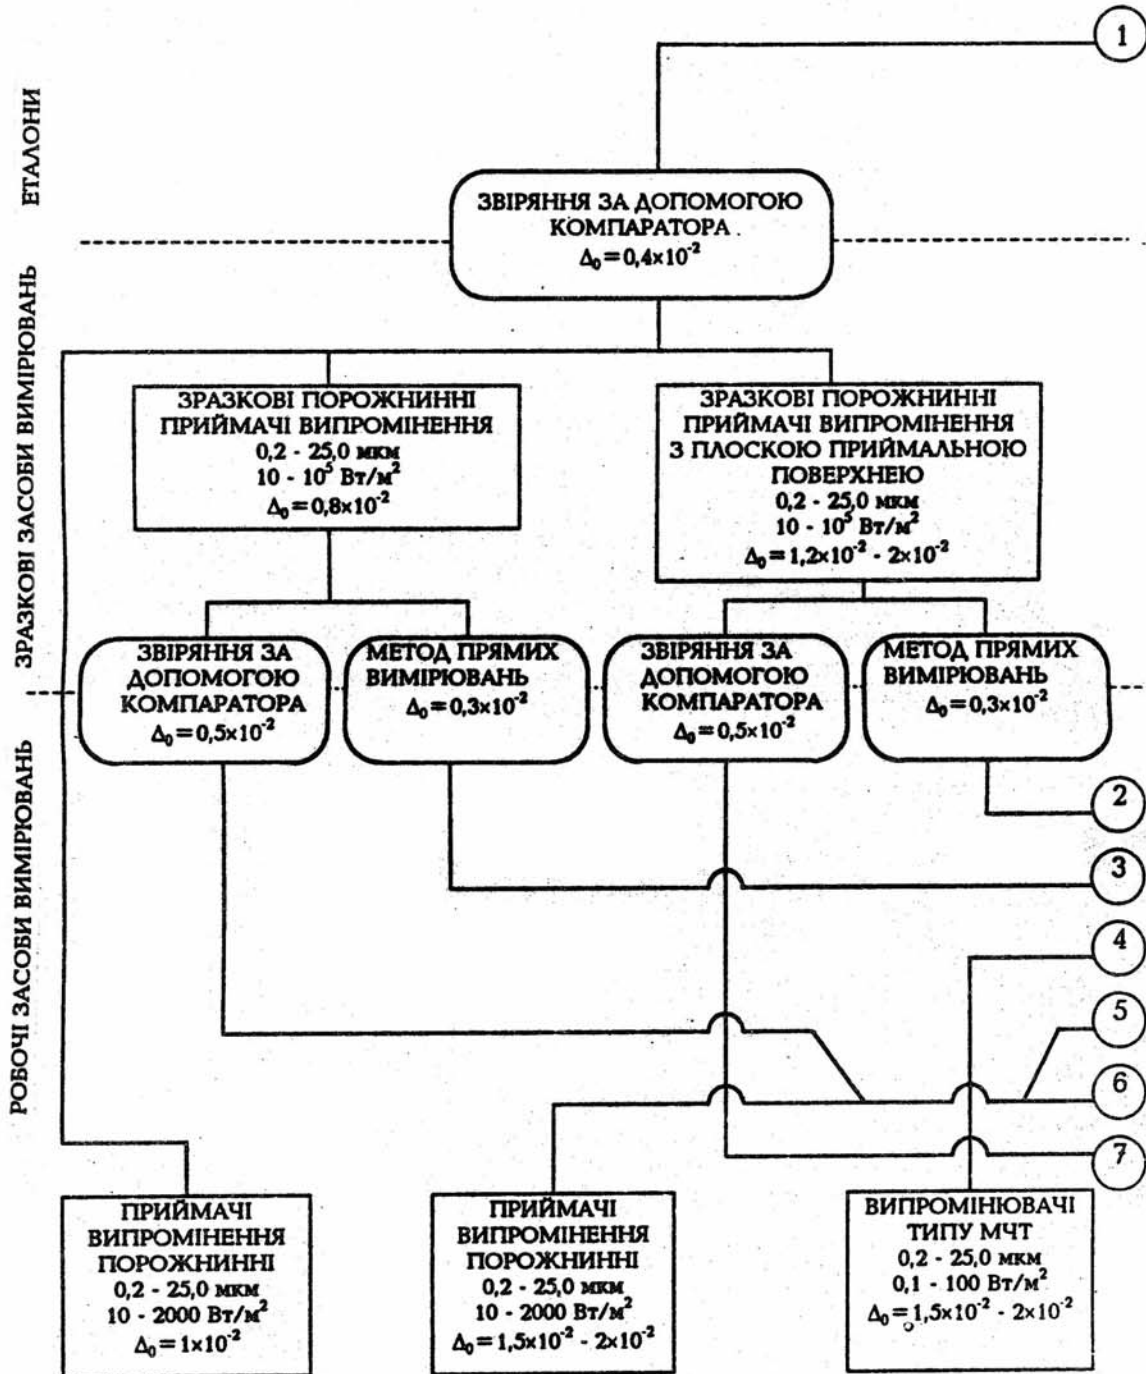 1
ЕТАЛОНИ
ЗВІРЯННЯ ЗА ДОПОМОГОЮ
КОМПАРАТОРА
Δ₀=0,4×10⁻²
ЗРАЗКОВІ ЗАСОБИ ВИМІРЮВАНЬ
ЗРАЗКОВІ ПОРОЖНИННІ
ПРИЙМАЧІ ВИПРОМІНЕННЯ
0,2 - 25,0 мкм
10 - 10⁵ Вт/м²
Δ₀=0,8×10⁻²
ЗРАЗКОВІ ПОРОЖНИННІ
ПРИЙМАЧІ ВИПРОМІНЕННЯ
З ПЛОСКОЮ ПРИЙМАЛЬНОЮ
ПОВЕРХНЕЮ
0,2 - 25,0 мкм
10 - 10⁵ Вт/м²
Δ₀=1,2×10⁻² - 2×10⁻²
ЗВІРЯННЯ ЗА
ДОПОМОГОЮ
КОМПАРАТОРА
Δ₀=0,5×10⁻²
МЕТОД ПРЯМИХ
ВИМІРЮВАНЬ
Δ₀=0,3×10⁻²
ЗВІРЯННЯ ЗА
ДОПОМОГОЮ
КОМПАРАТОРА
Δ₀=0,5×10⁻²
МЕТОД ПРЯМИХ
ВИМІРЮВАНЬ
Δ₀=0,3×10⁻²
РОБОЧІ ЗАСОБИ ВИМІРЮВАНЬ
2
3
4
5
6
7
ПРИЙМАЧІ
ВИПРОМІНЕННЯ
ПОРОЖНИННІ
0,2 - 25,0 мкм
10 - 2000 Вт/м²
Δ₀=1×10⁻²
ПРИЙМАЧІ
ВИПРОМІНЕННЯ
ПОРОЖНИННІ
0,2 - 25,0 мкм
10 - 2000 Вт/м²
Δ₀=1,5×10⁻² - 2×10⁻²
ВИПРОМІНЮВАЧІ
ТИПУ МЧТ
0,2 - 25,0 мкм
0,1 - 100 Вт/м²
Δ₀=1,5×10⁻² - 2×10⁻²